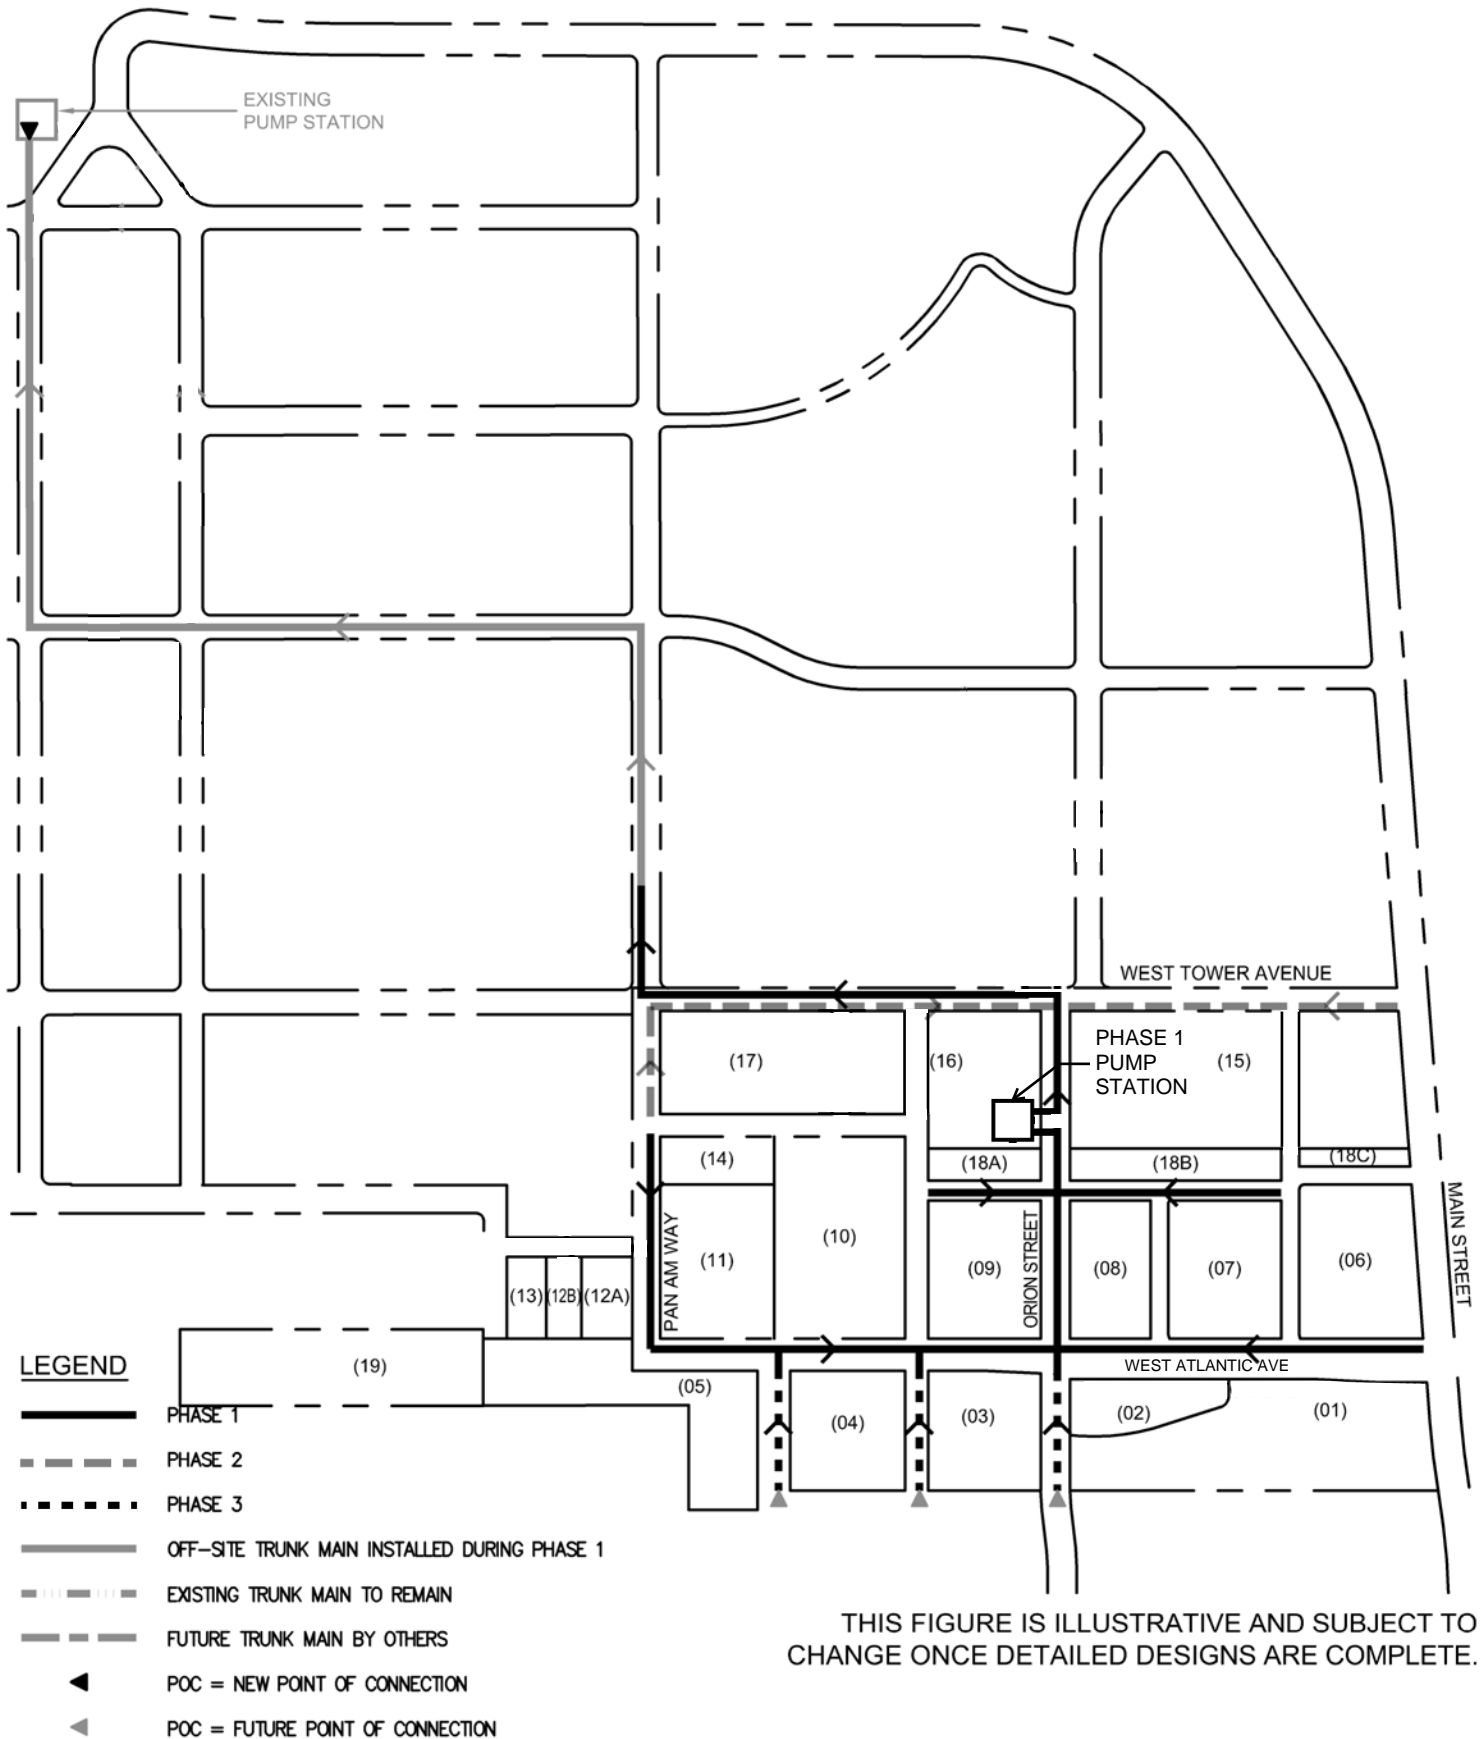 EXISTING
PUMP STATION
WEST TOWER AVENUE
PHASE 1
PUMP
STATION
(17)
(16)
(15)
(14)
(18A)
(18B)
(18C)
MAIN STREET
PAN AM WAY
ORION STREET
(11)
(10)
(09)
(08)
(07)
(06)
(13)
(12B)
(12A)
WEST ATLANTIC AVE
(19)
(05)
(04)
(03)
(02)
(01)
LEGEND
PHASE 1
PHASE 2
PHASE 3
OFF-SITE TRUNK MAIN INSTALLED DURING PHASE 1
EXISTING TRUNK MAIN TO REMAIN
FUTURE TRUNK MAIN BY OTHERS
POC = NEW POINT OF CONNECTION
POC = FUTURE POINT OF CONNECTION
THIS FIGURE IS ILLUSTRATIVE AND SUBJECT TO
CHANGE ONCE DETAILED DESIGNS ARE COMPLETE.